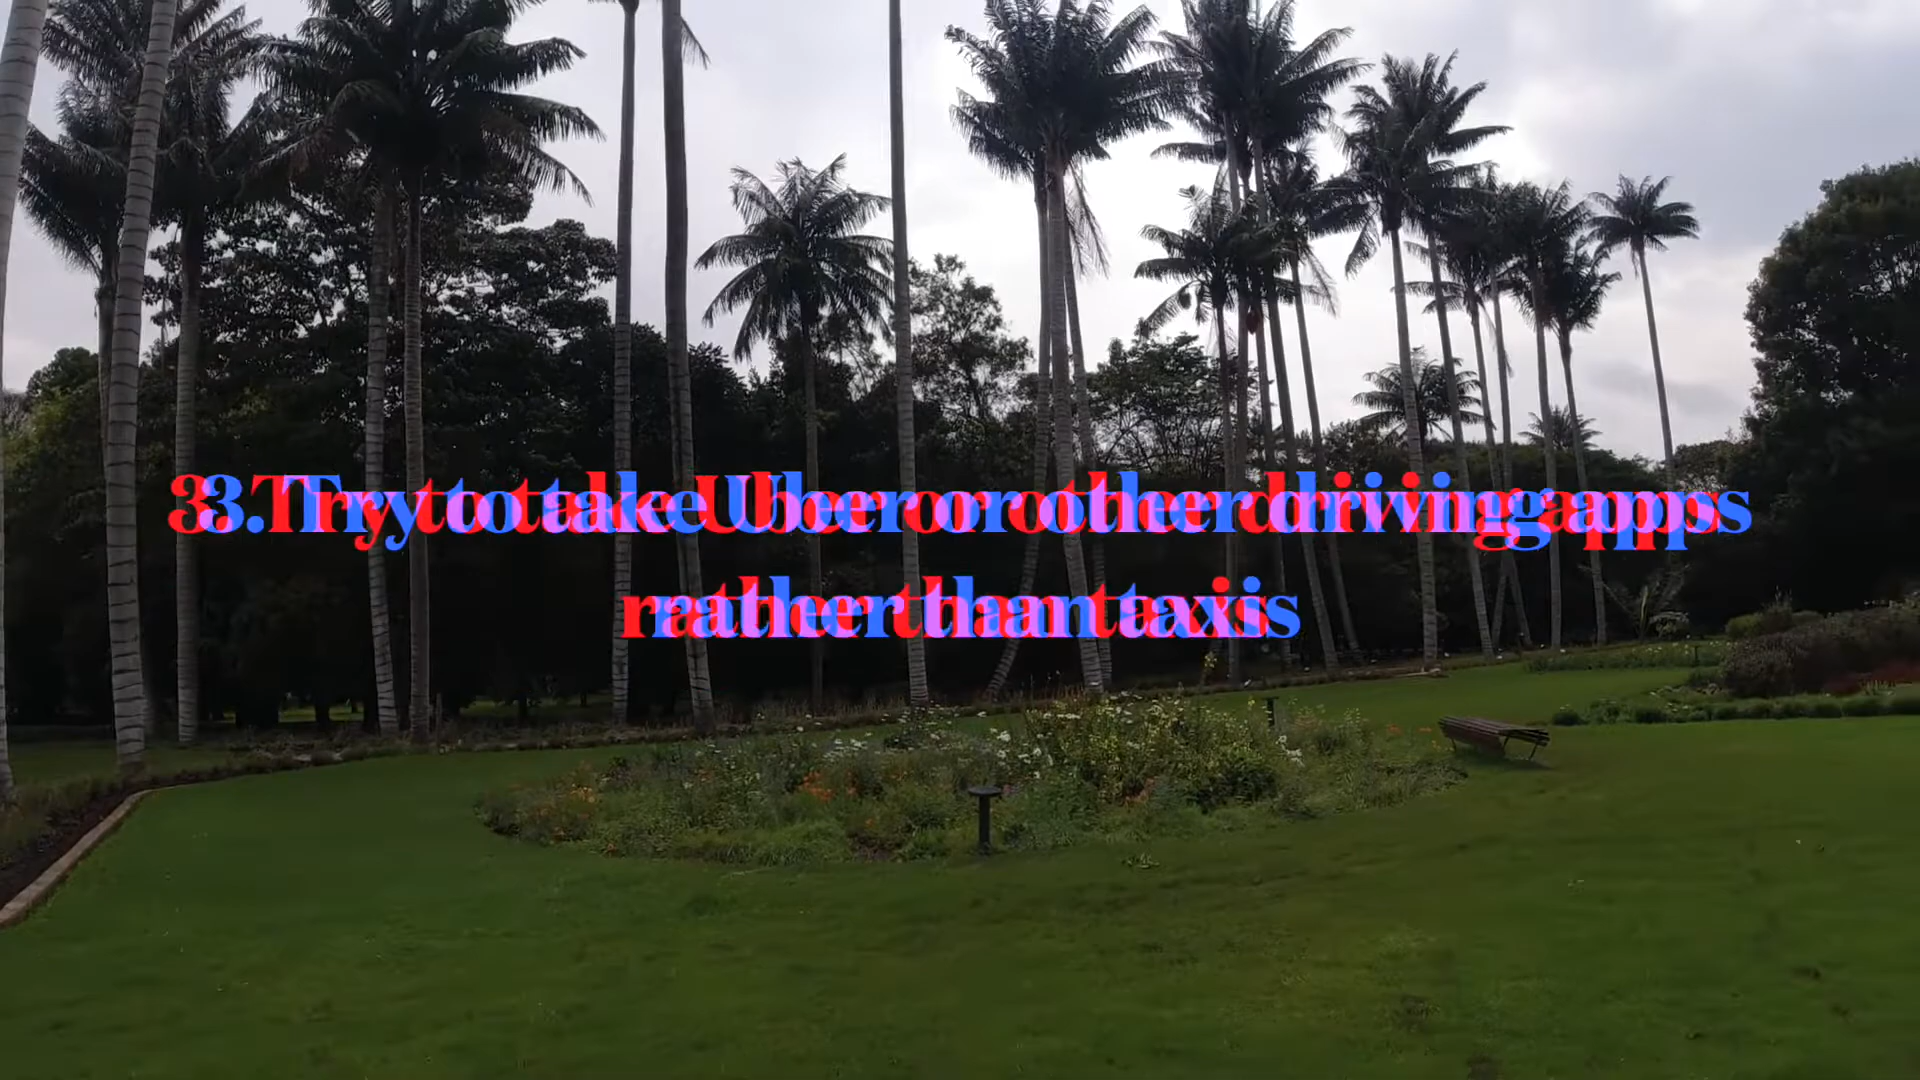 3. Try to take Uber or other driving apps
rather than taxis